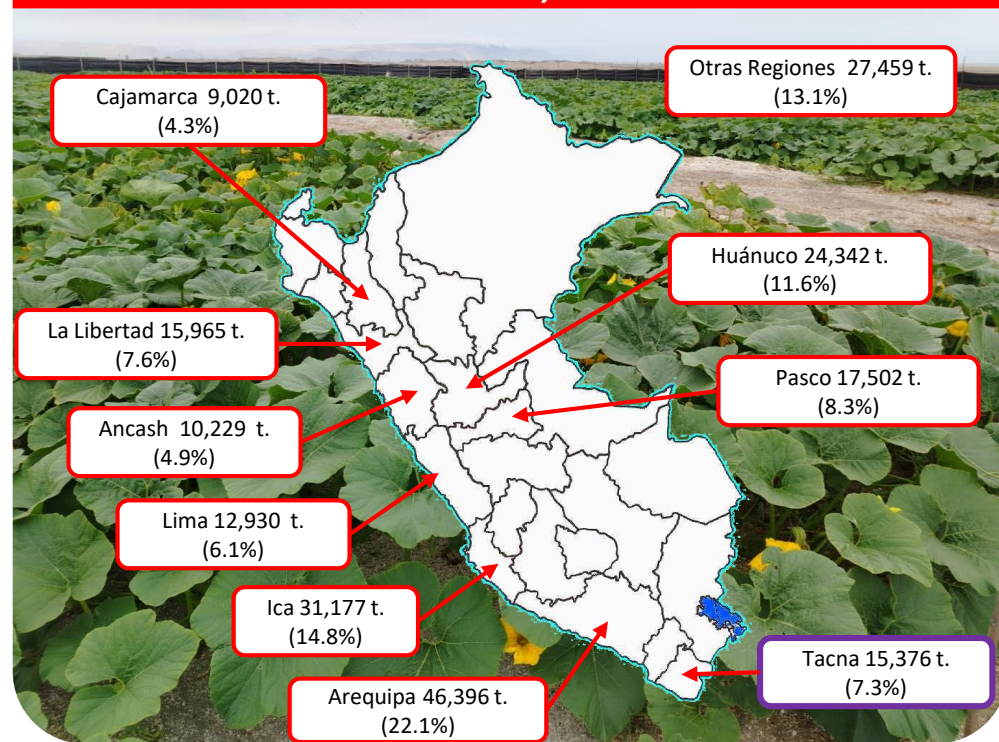 Otras Regiones 27,459 t.
(13.1%)
Cajamarca 9,020 t.
(4.3%)
Huánuco 24,342 t.
(11.6%)
La Libertad 15,965 t.
(7.6%)
Pasco 17,502 t.
(8.3%)
Ancash 10,229 t.
(4.9%)
Lima 12,930 t.
(6.1%)
Ica 31,177 t.
(14.8%)
Tacna 15,376 t.
(7.3%)
Arequipa 46,396 t.
(22.1%)